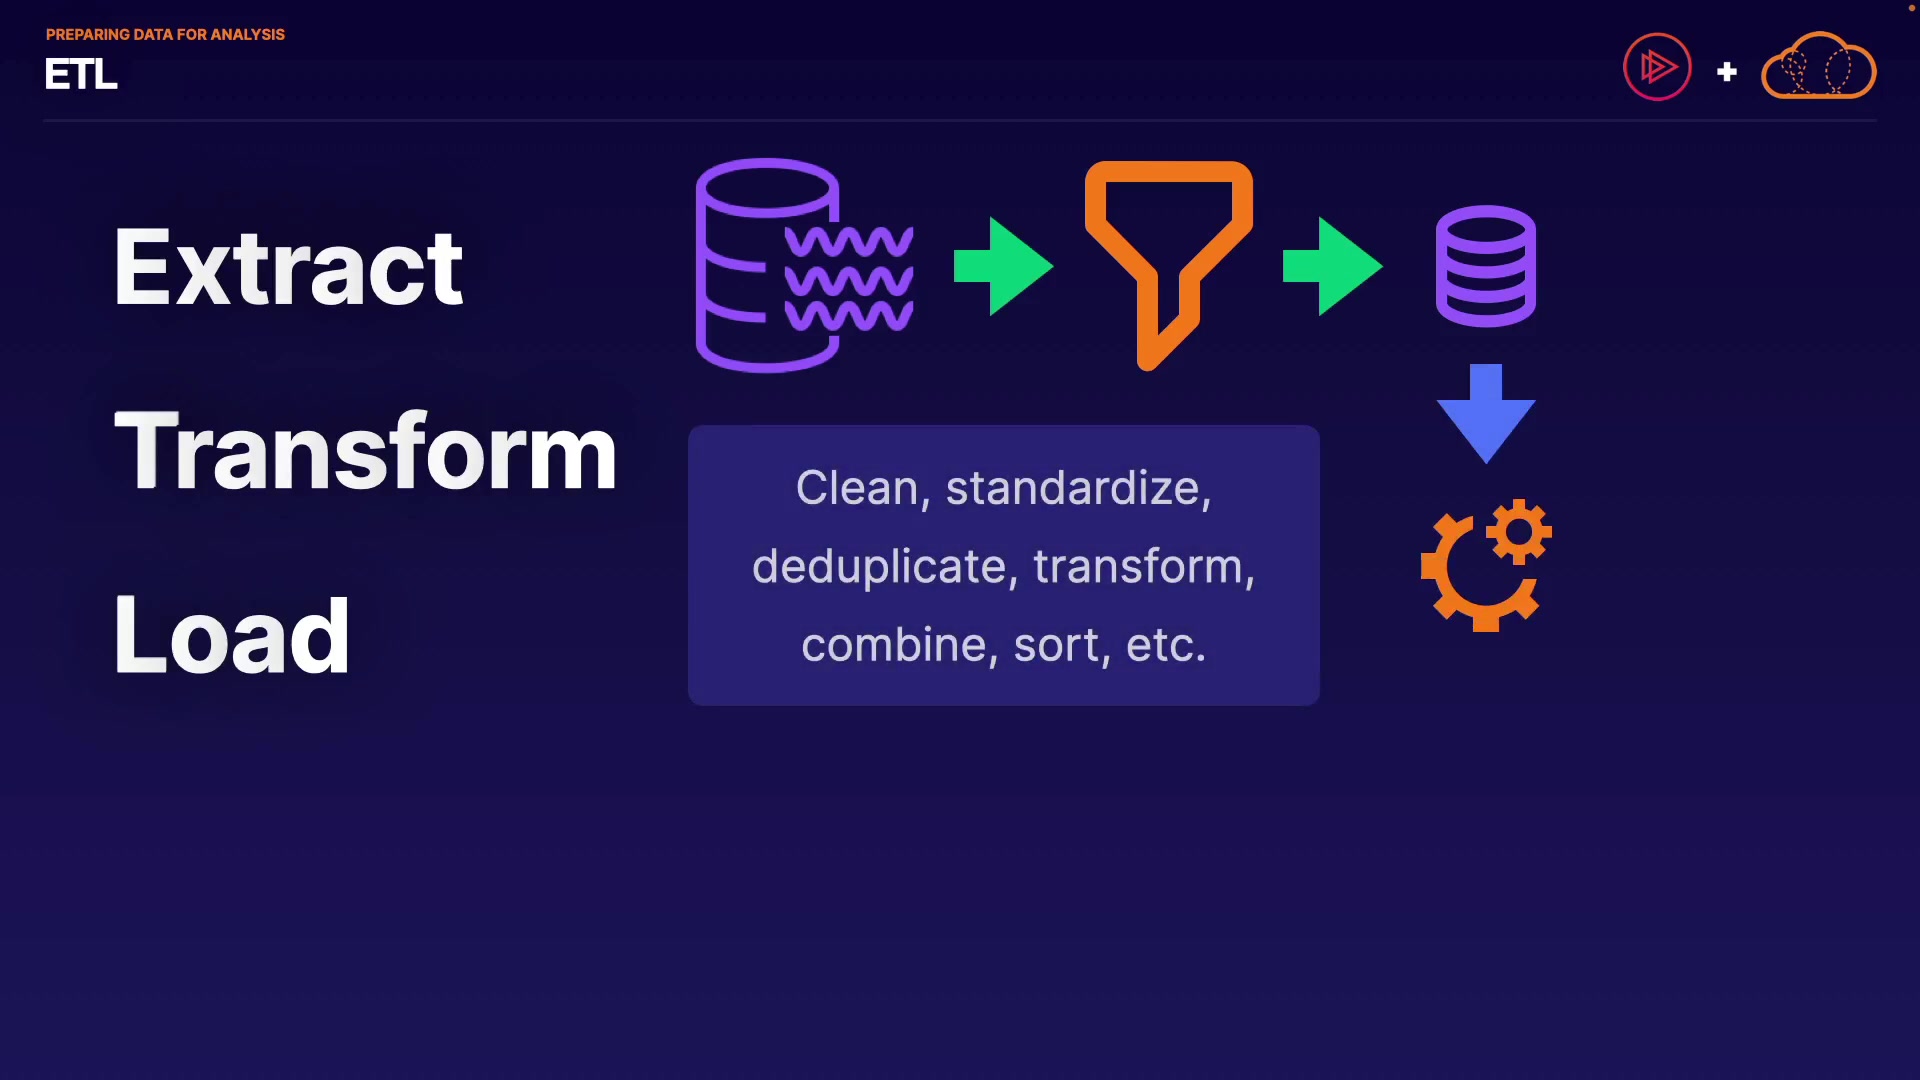 PREPARING DATA FOR ANALYSIS
ETL
Extract
Transform
Load
Clean, standardize,
deduplicate, transform,
combine, sort, etc.